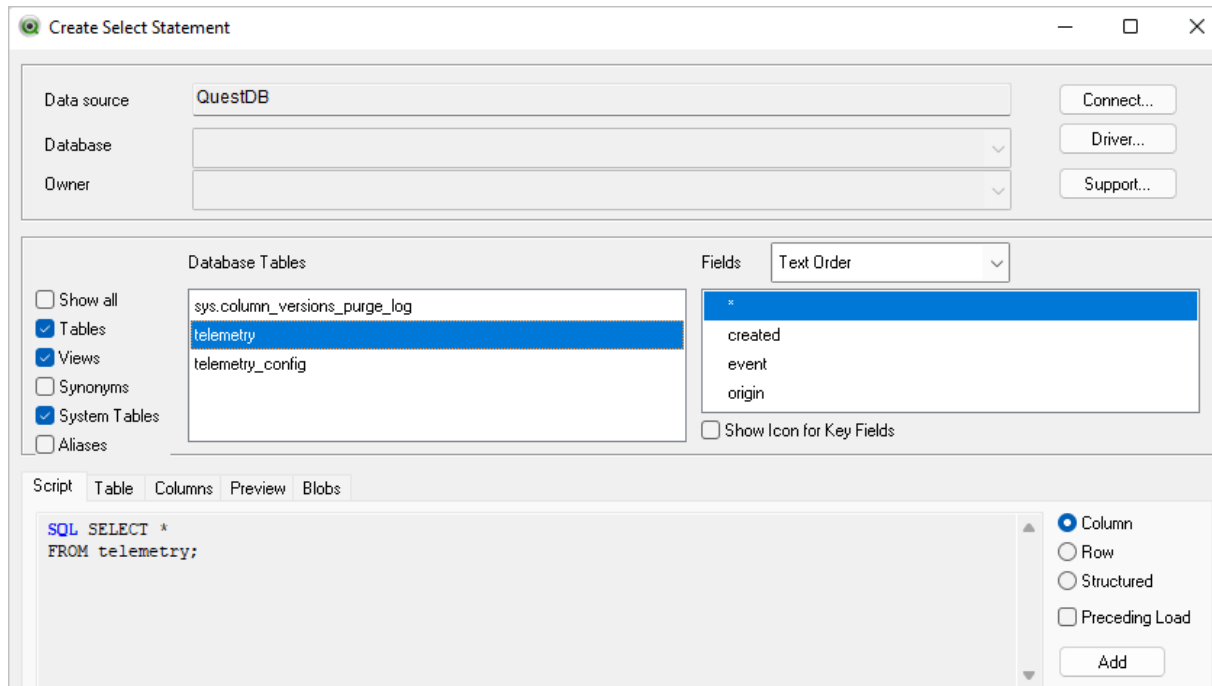 Create Select Statement
Data source
QuestDB
Connect...
Database
Driver...
Owner
Support...
Database Tables
Fields
Text Order
Show all
Tables
Views
Synonyms
System Tables
Aliases
sys.column_versions_purge_log
telemetry
telemetry_config
*
created
event
origin
Show Icon for Key Fields
Script Table Columns Preview Blobs
SQL SELECT *
FROM telemetry;
Column
Row
Structured
Preceding Load
Add